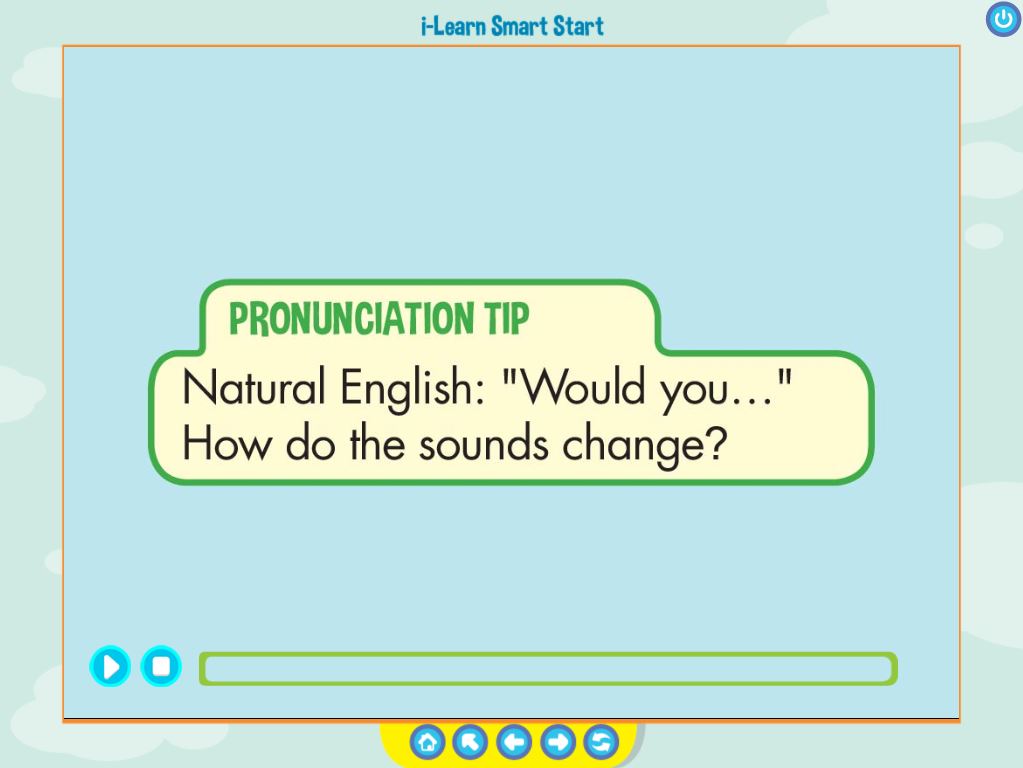 i-Learn Smart Start
PRONUNCIATION TIP
Natural English: "Would you..."
How do the sounds change?